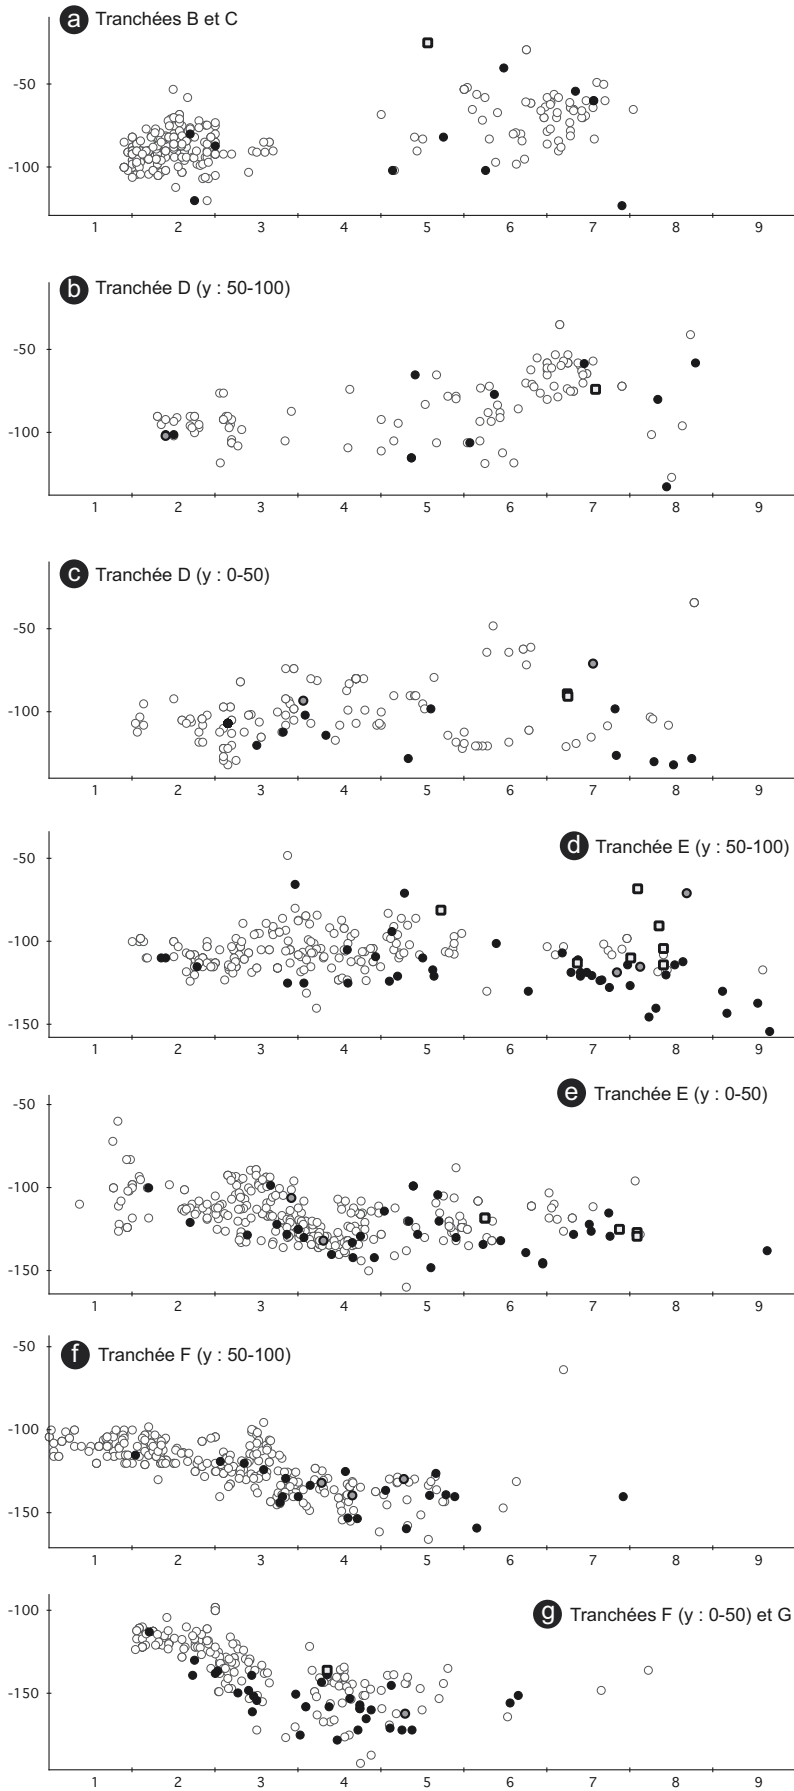 a Tranchées B et C
-50
-100
1 2 3 4 5 6 7 8 9
b Tranchée D (y : 50-100)
-50
-100
1 2 3 4 5 6 7 8 9
c Tranchée D (y : 0-50)
-50
-100
1 2 3 4 5 6 7 8 9
d Tranchée E (y : 50-100)
-50
-100
-150
1 2 3 4 5 6 7 8 9
e Tranchée E (y : 0-50)
-50
-100
-150
1 2 3 4 5 6 7 8 9
f Tranchée F (y : 50-100)
-50
-100
-150
1 2 3 4 5 6 7 8 9
g Tranchées F (y : 0-50) et G
-100
-150
1 2 3 4 5 6 7 8 9